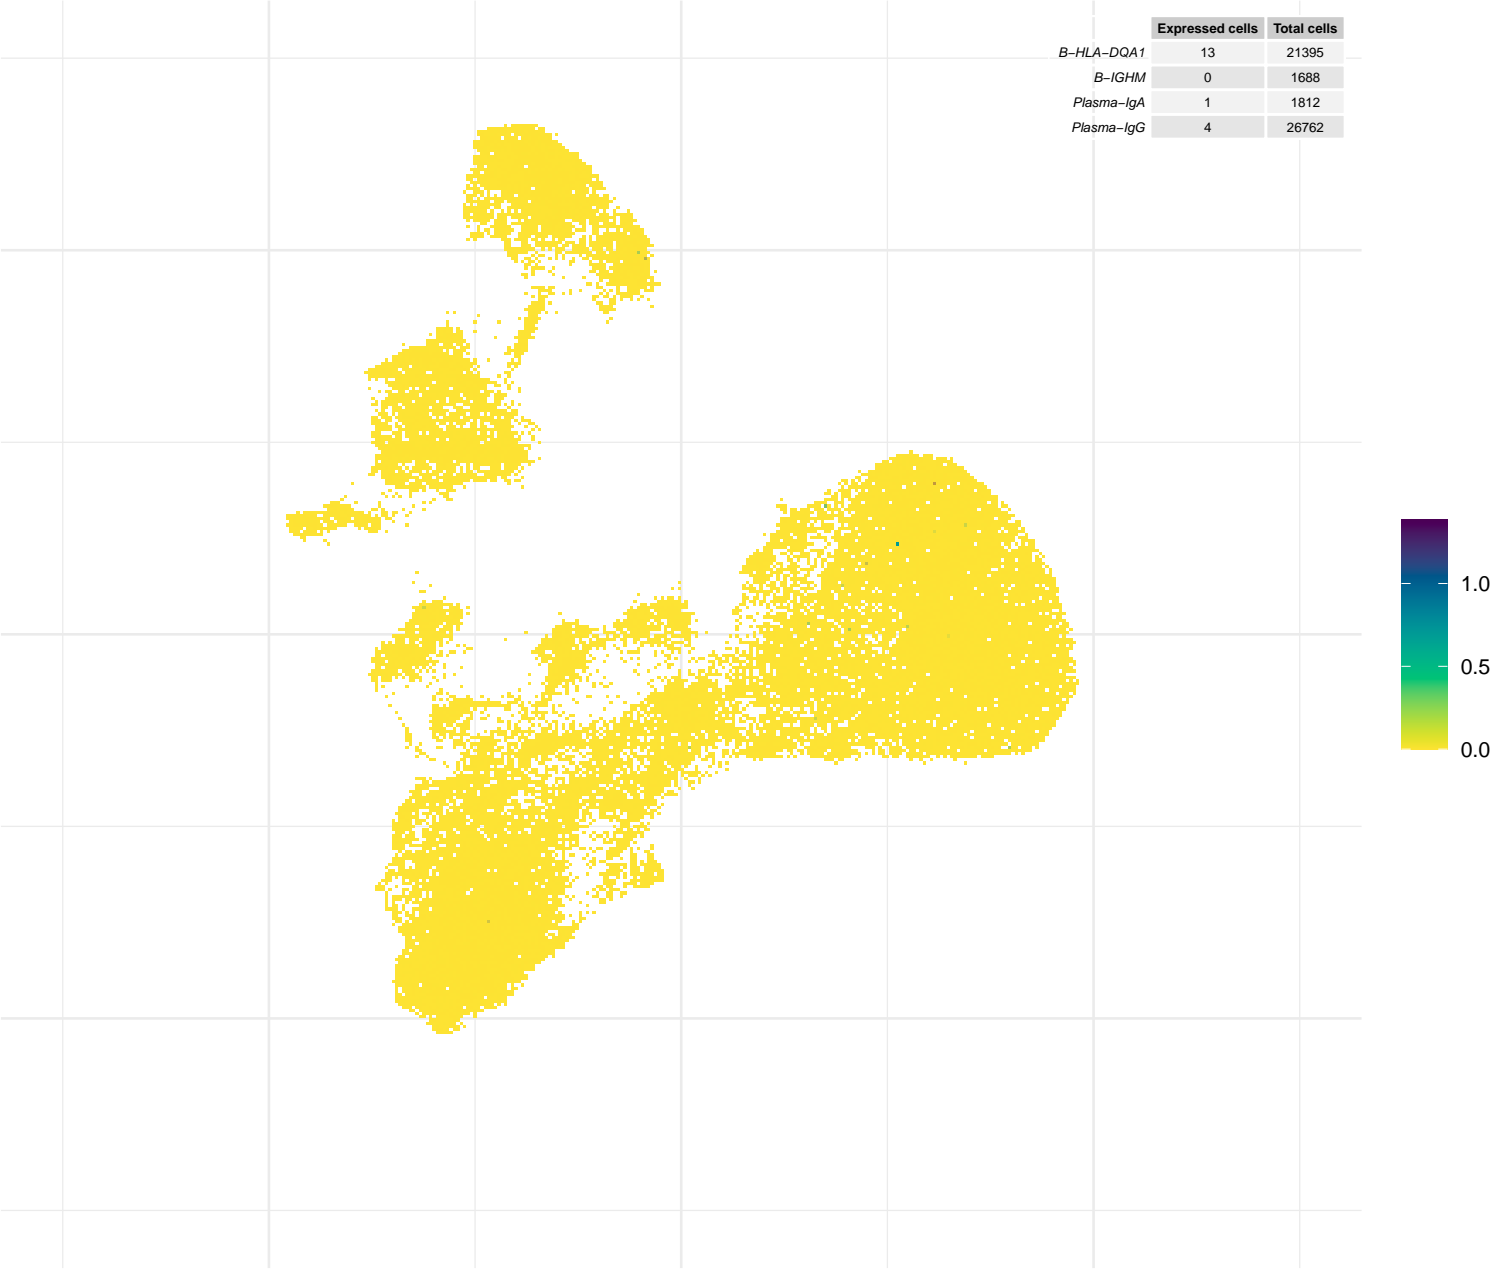 Expressed cells Total cells
B−HLA−DQA1 13 21395
B−IGHM 0 1688
Plasma−IgA 1 1812
Plasma−IgG 4 26762
1.0
0.5
0.0